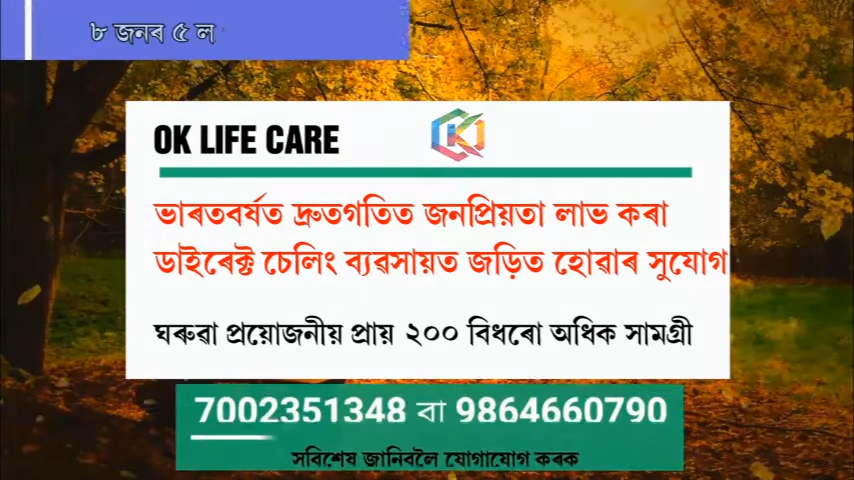 ৮ জনৰ ৫ ল
OK LIFE CARE
ভাৰতবৰ্ষত দ্ৰুতগতিত জনপ্ৰিয়তা লাভ কৰা
ডাইৰেক্ট চেলিং ব্যৱসায়ত জড়িত হোৱাৰ সুযোগ
ঘৰুৱা প্ৰয়োজনীয় প্ৰায় ২০০ বিধৰো অধিক সামগ্ৰী
7002351348 বা 9864660790
সবিশেষ জানিবলৈ যোগাযোগ কৰক